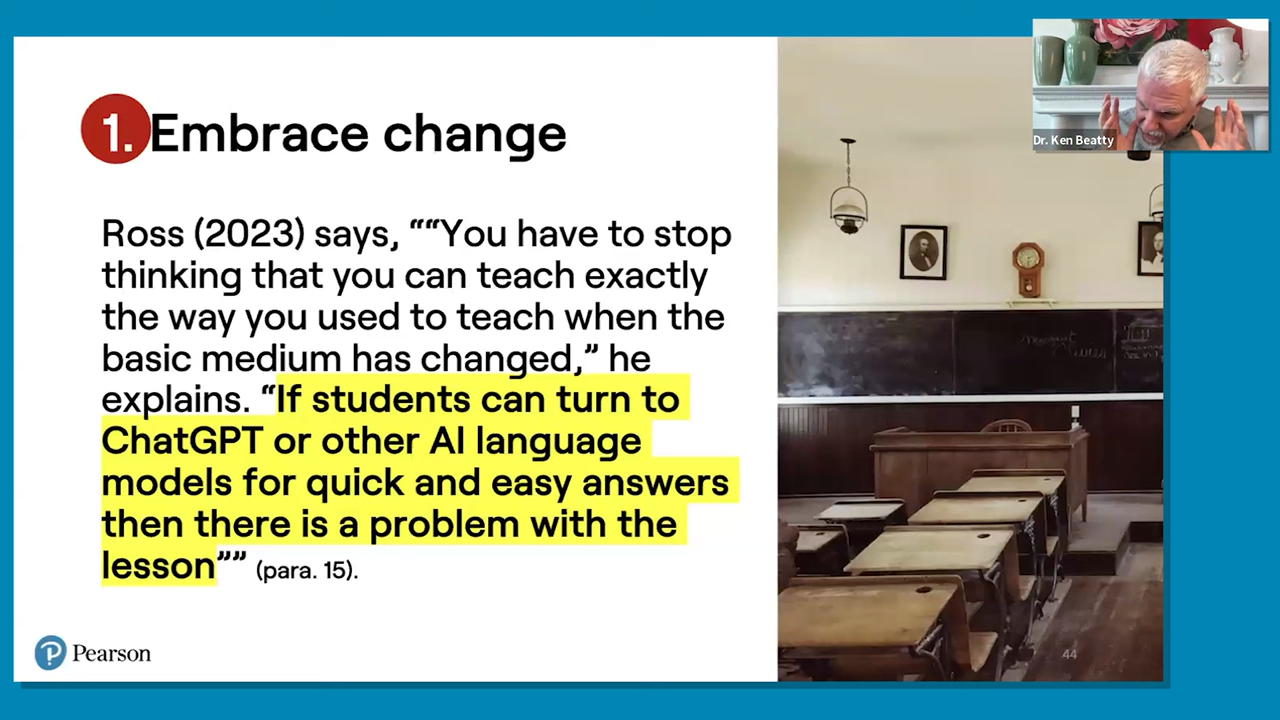 1. Embrace change
Ross (2023) says, ““You have to stop
thinking that you can teach exactly
the way you used to teach when the
basic medium has changed,” he
explains. “If students can turn to
ChatGPT or other AI language
models for quick and easy answers
then there is a problem with the
lesson”” (para. 15).
Pearson
44
Dr. Ken Beatty